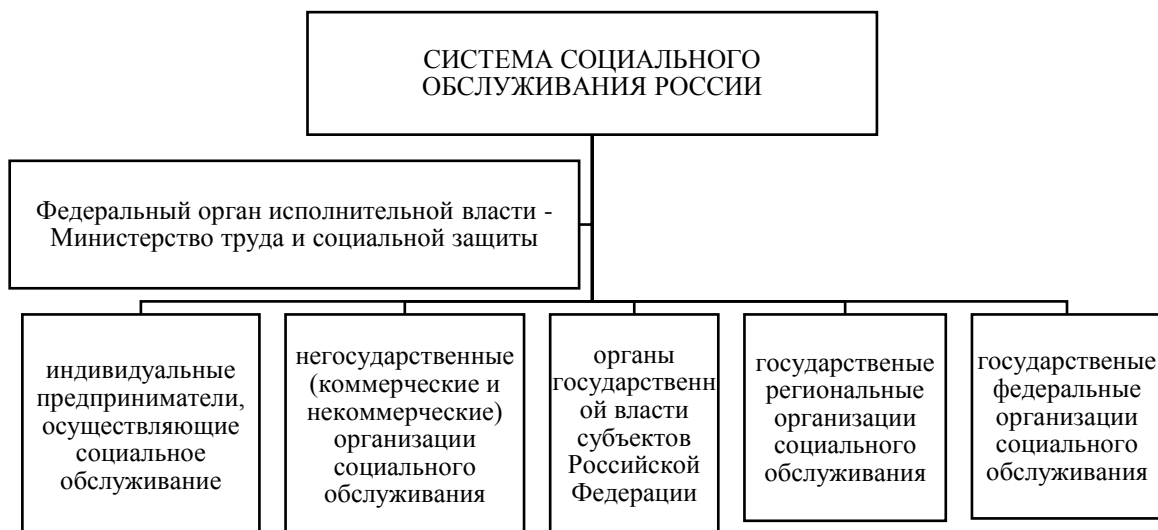 СИСТЕМА СОЦИАЛЬНОГО
ОБСЛУЖИВАНИЯ РОССИИ
Федеральный орган исполнительной власти -
Министерство труда и социальной защиты
индивидуальные
предприниматели,
осуществляющие
социальное
обслуживание
негосударственные
(коммерческие и
некоммерческие)
организации
социального
обслуживания
органы
государственн
ой власти
субъектов
Российской
Федерации
государственые
региональные
организации
социального
обслуживания
государственые
федеральные
организации
социального
обслуживания